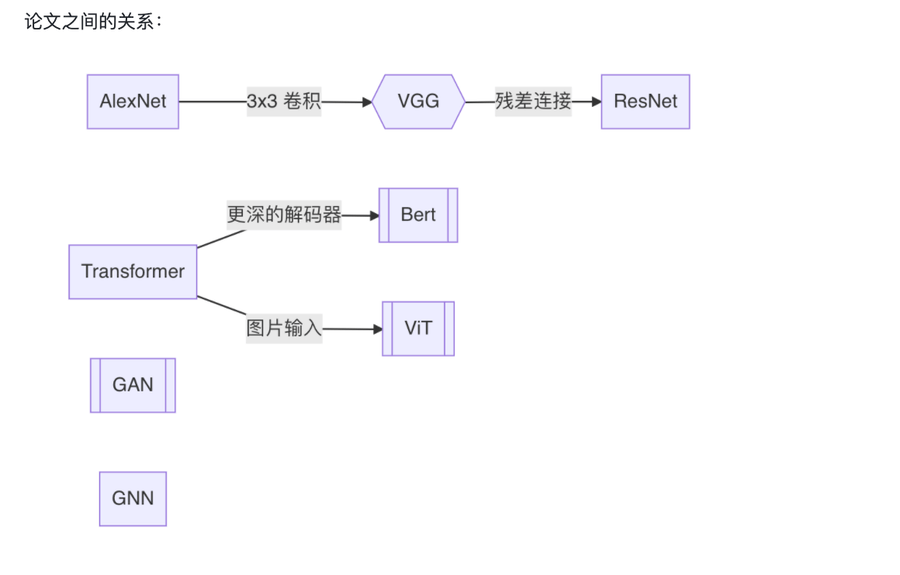 论文之间的关系：
AlexNet
3x3 卷积
VGG
残差连接
ResNet
更深的解码器
Bert
Transformer
图片输入
ViT
GAN
GNN